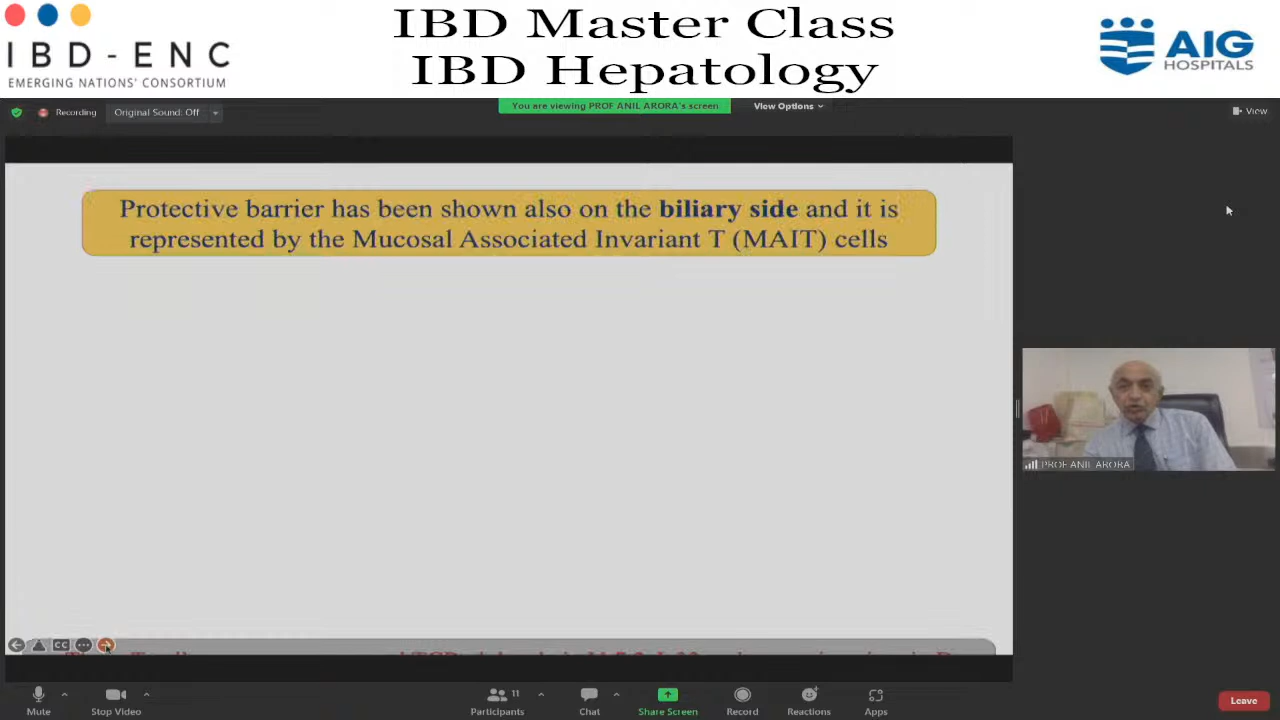 IBD Master Class
IBD Hepatology
IBD-ENC
EMERGING NATIONS' CONSORTIUM
AIG
HOSPITALS
Recording
Original Sound: Off
You are viewing PROF ANIL ARORA's screen
View Options
View
Protective barrier has been shown also on the biliary side and it is
represented by the Mucosal Associated Invariant T (MAIT) cells
PROF ANIL ARORA
CC
Mute
Stop Video
Participants
11
Chat
Share Screen
Record
Reactions
Apps
Leave